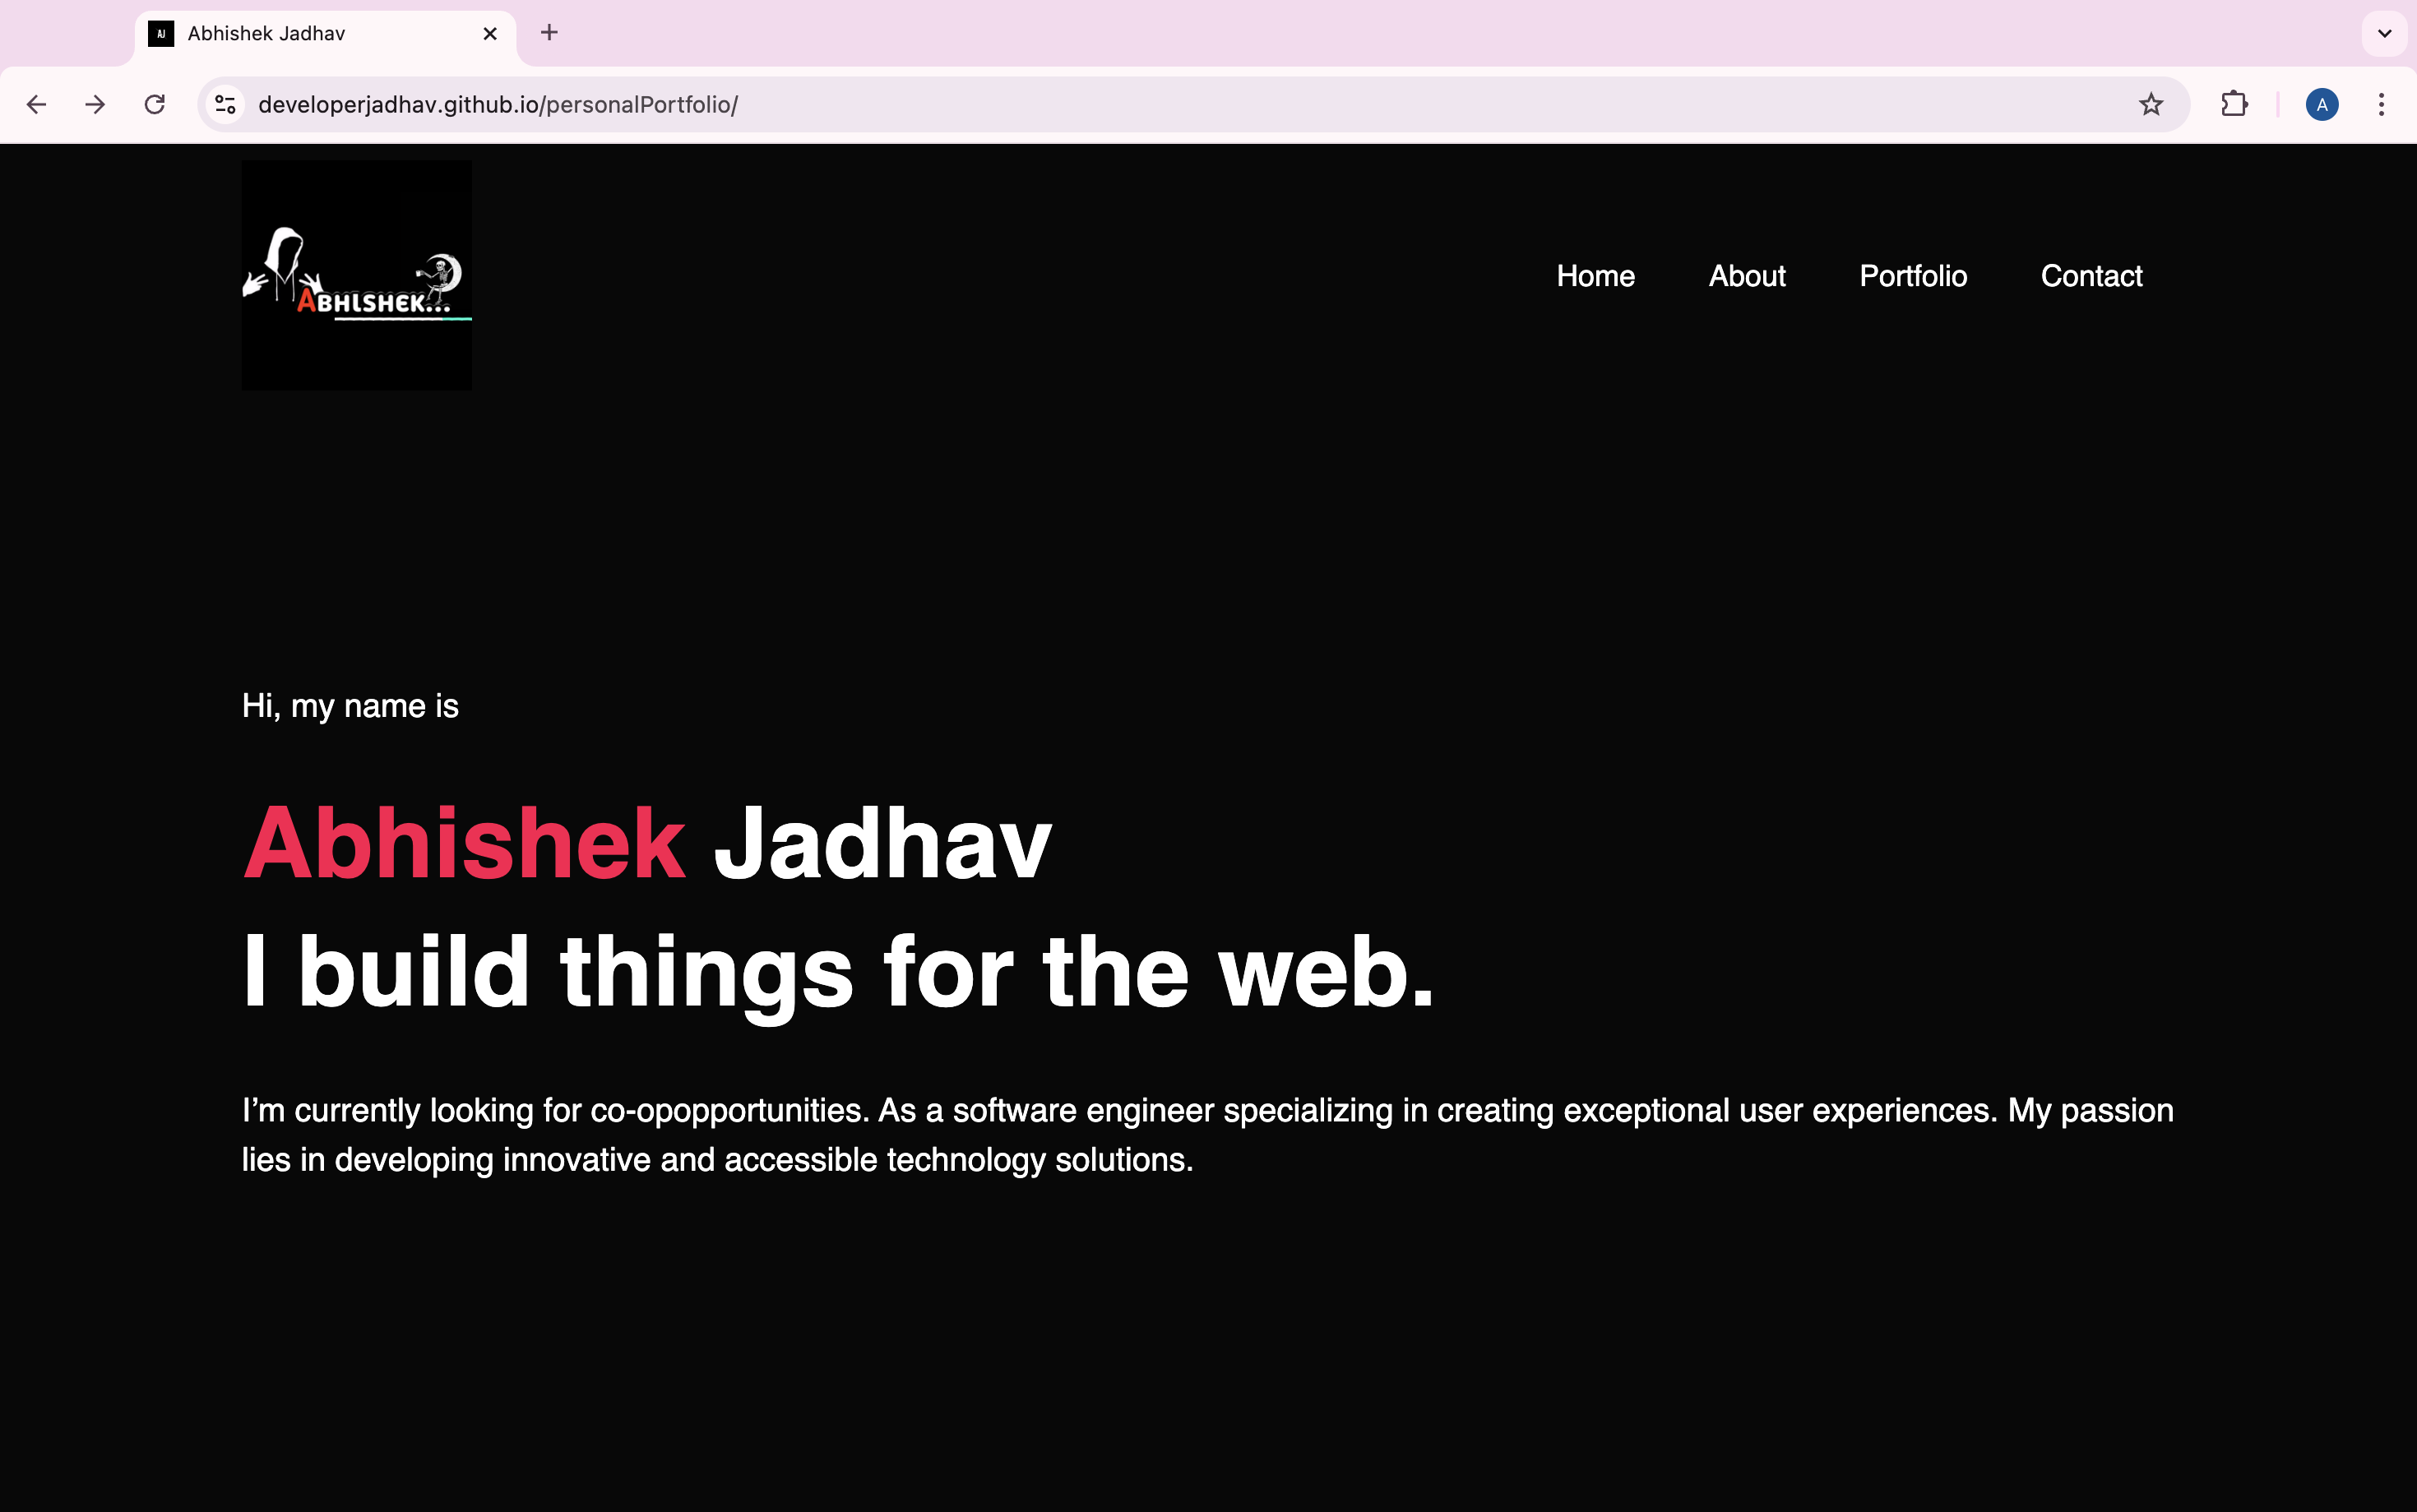 AJ
Abhishek Jadhav
developerjadhav.github.io/personalPortfolio/
A
ABHLSHEK...
Home
About
Portfolio
Contact
Hi, my name is
Abhishek Jadhav
I build things for the web.
I’m currently looking for co-opopportunities. As a software engineer specializing in creating exceptional user experiences. My passion
lies in developing innovative and accessible technology solutions.